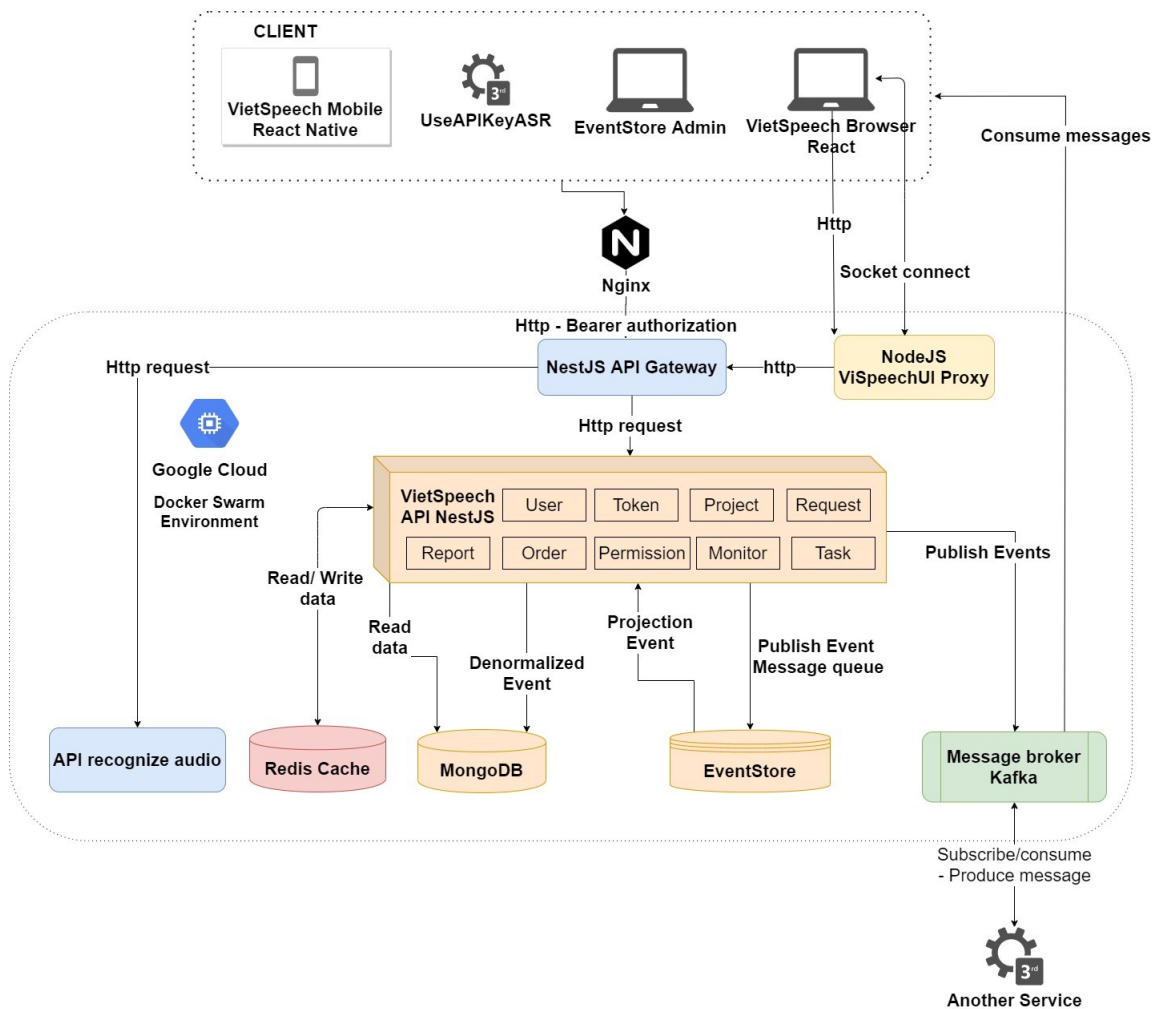 CLIENT
VietSpeech Mobile
React Native
3rd
UseAPIKeyASR
EventStore Admin
VietSpeech Browser
React
Consume messages
Http
Socket connect
N
Nginx
Http - Bearer authorization
NestJS API Gateway
http
NodeJS
ViSpeechUI Proxy
Http request
Http request
Google Cloud
Docker Swarm
Environment
VietSpeech
API NestJS
User
Token
Project
Request
Report
Order
Permission
Monitor
Task
Publish Events
Read/ Write
data
Read
data
Denormalized
Event
Projection
Event
Publish Event
Message queue
API recognize audio
Redis Cache
MongoDB
EventStore
Message broker
Kafka
Subscribe/consume
- Produce message
3rd
Another Service